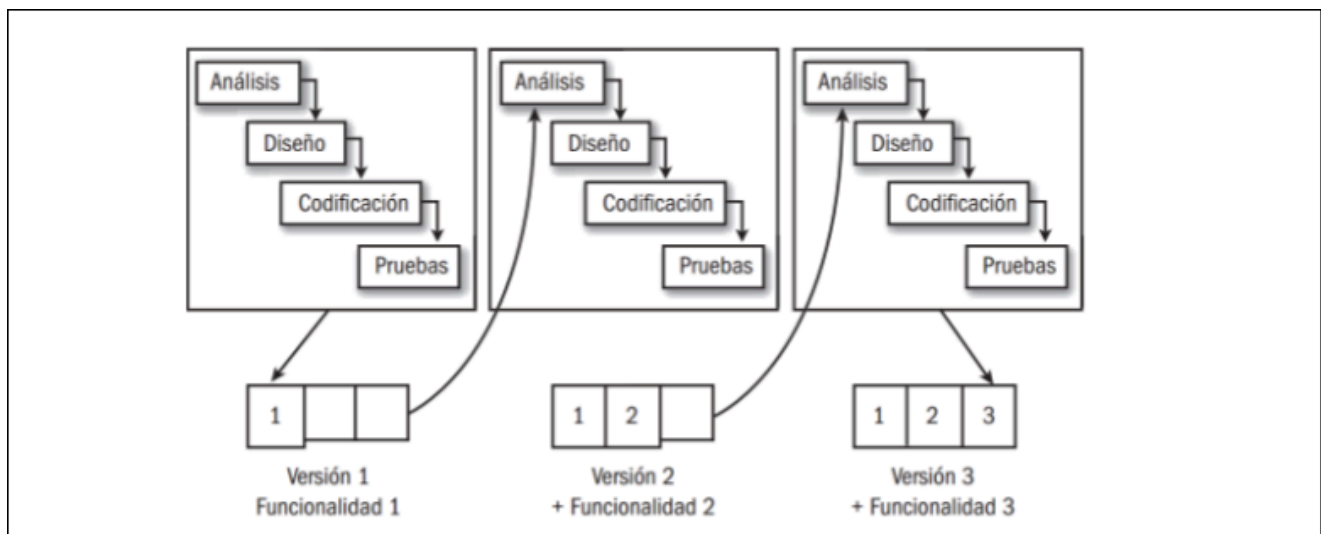 Análisis
Diseño
Codificación
Pruebas
Análisis
Diseño
Codificación
Pruebas
Análisis
Diseño
Codificación
Pruebas
1
Versión 1
Funcionalidad 1
1 2
Versión 2
+ Funcionalidad 2
1 2 3
Versión 3
+ Funcionalidad 3